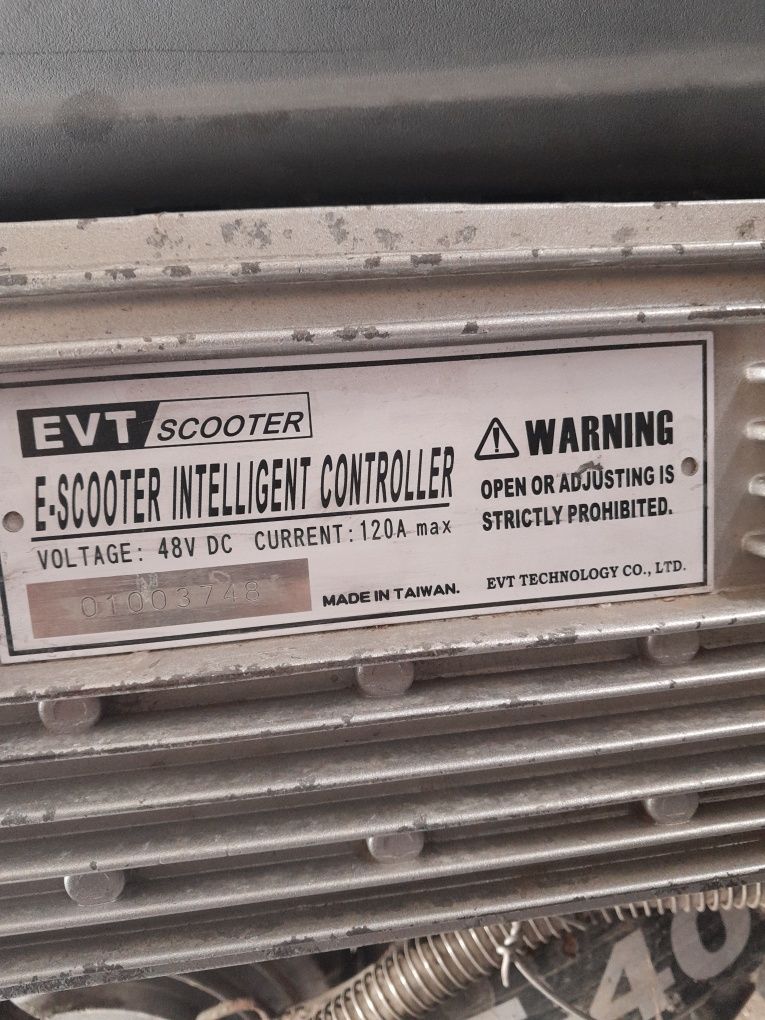 EVT SCOOTER
E-SCOOTER INTELLIGENT CONTROLLER
VOLTAGE: 48V DC CURRENT: 120A max
01003748
MADE IN TAIWAN.
WARNING
OPEN OR ADJUSTING IS
STRICTLY PROHIBITED.
EVT TECHNOLOGY CO., LTD.
40